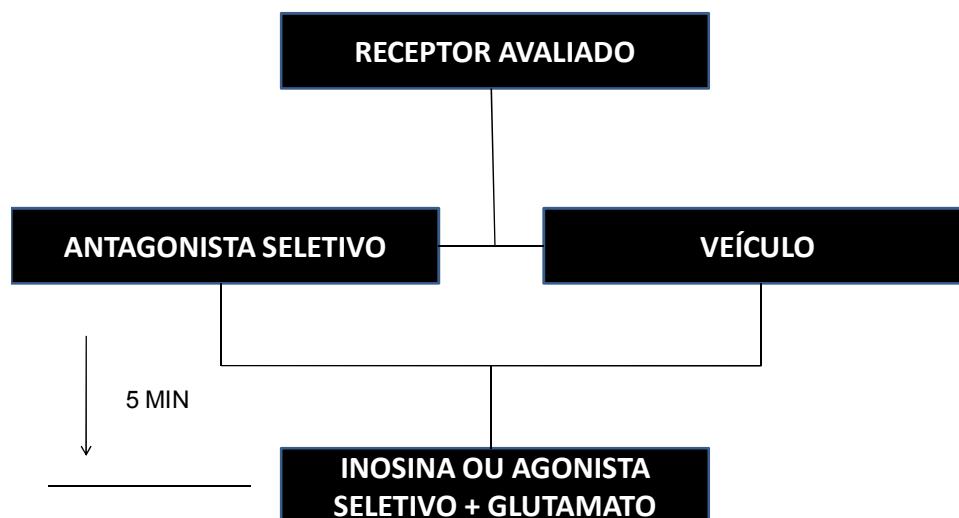 RECEPTOR AVALIADO
ANTAGONISTA SELETIVO
VEÍCULO
5 MIN
INOSINA OU AGONISTA
SELETIVO + GLUTAMATO